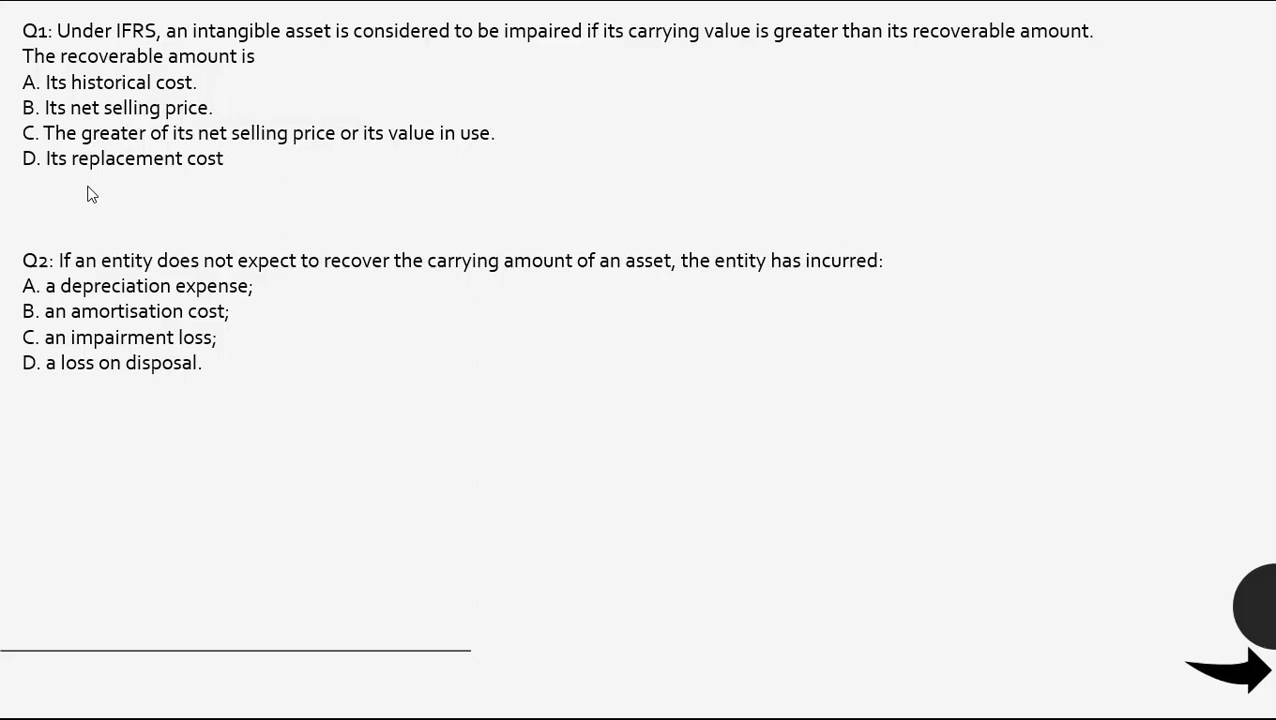 Q1: Under IFRS, an intangible asset is considered to be impaired if its carrying value is greater than its recoverable amount.
The recoverable amount is
A. Its historical cost.
B. Its net selling price.
C. The greater of its net selling price or its value in use.
D. Its replacement cost
Q2: If an entity does not expect to recover the carrying amount of an asset, the entity has incurred:
A. a depreciation expense;
B. an amortisation cost;
C. an impairment loss;
D. a loss on disposal.